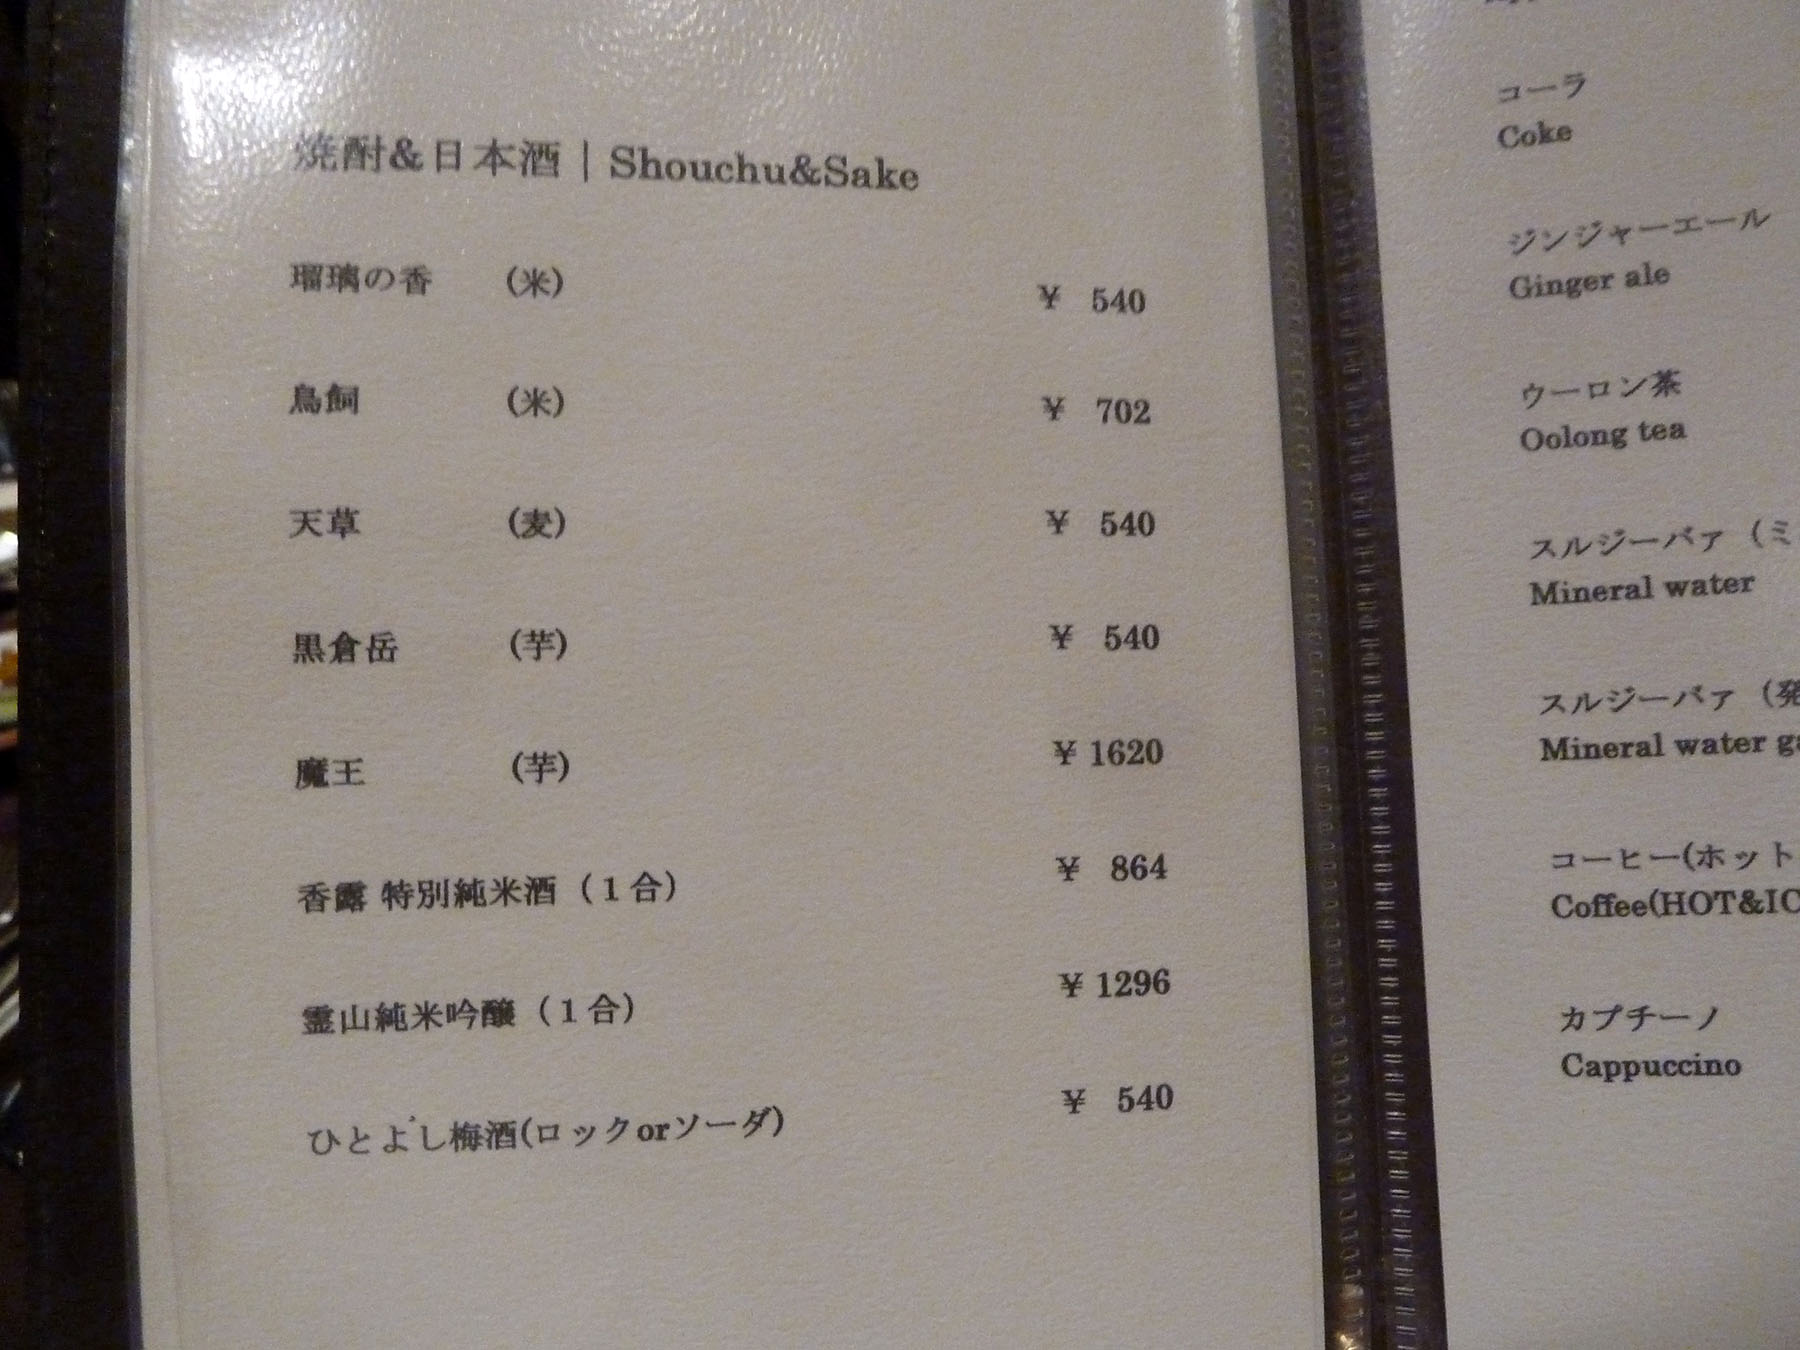 焼酎&日本酒 | Shouchu&Sake
瑠璃の香 (米) ¥ 540
鳥飼 (米) ¥ 702
天草 (麦) ¥ 540
黒倉岳 (芋) ¥ 540
魔王 (芋) ¥ 1620
香露 特別純米酒（１合） ¥ 864
霊山純米吟醸（１合） ¥ 1296
ひとよし梅酒(ロックorソーダ) ¥ 540
コーラ
Coke
ジンジャーエール
Ginger ale
ウーロン茶
Oolong tea
スルジーバァ（ミ
Mineral water
スルジーバァ（発
Mineral water ga
コーヒー(ホット
Coffee(HOT&IC
カプチーノ
Cappuccino